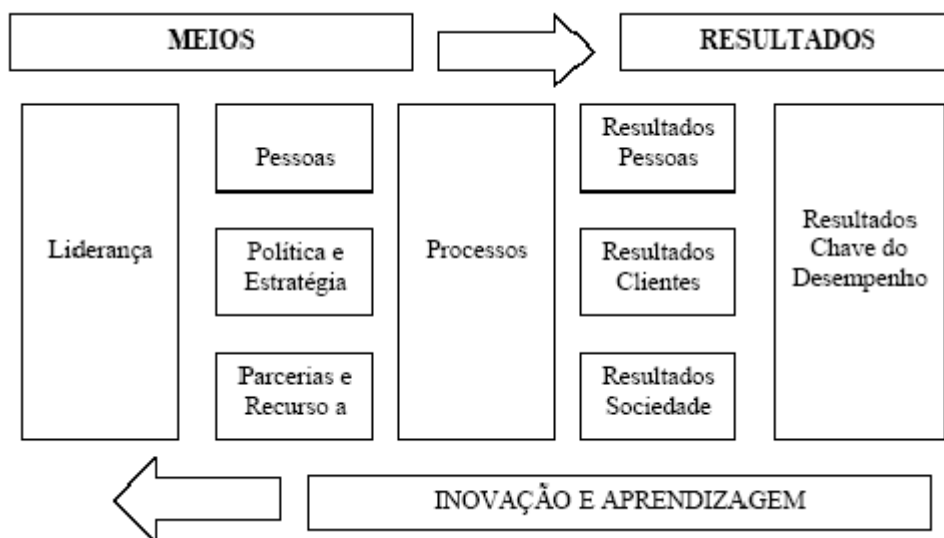 MEIOS
RESULTADOS
Liderança
Pessoas
Política e
Estratégia
Parcerias e
Recurso a
Processos
Resultados
Pessoas
Resultados
Clientes
Resultados
Sociedade
Resultados
Chave do
Desempenho
INOVAÇÃO E APRENDIZAGEM